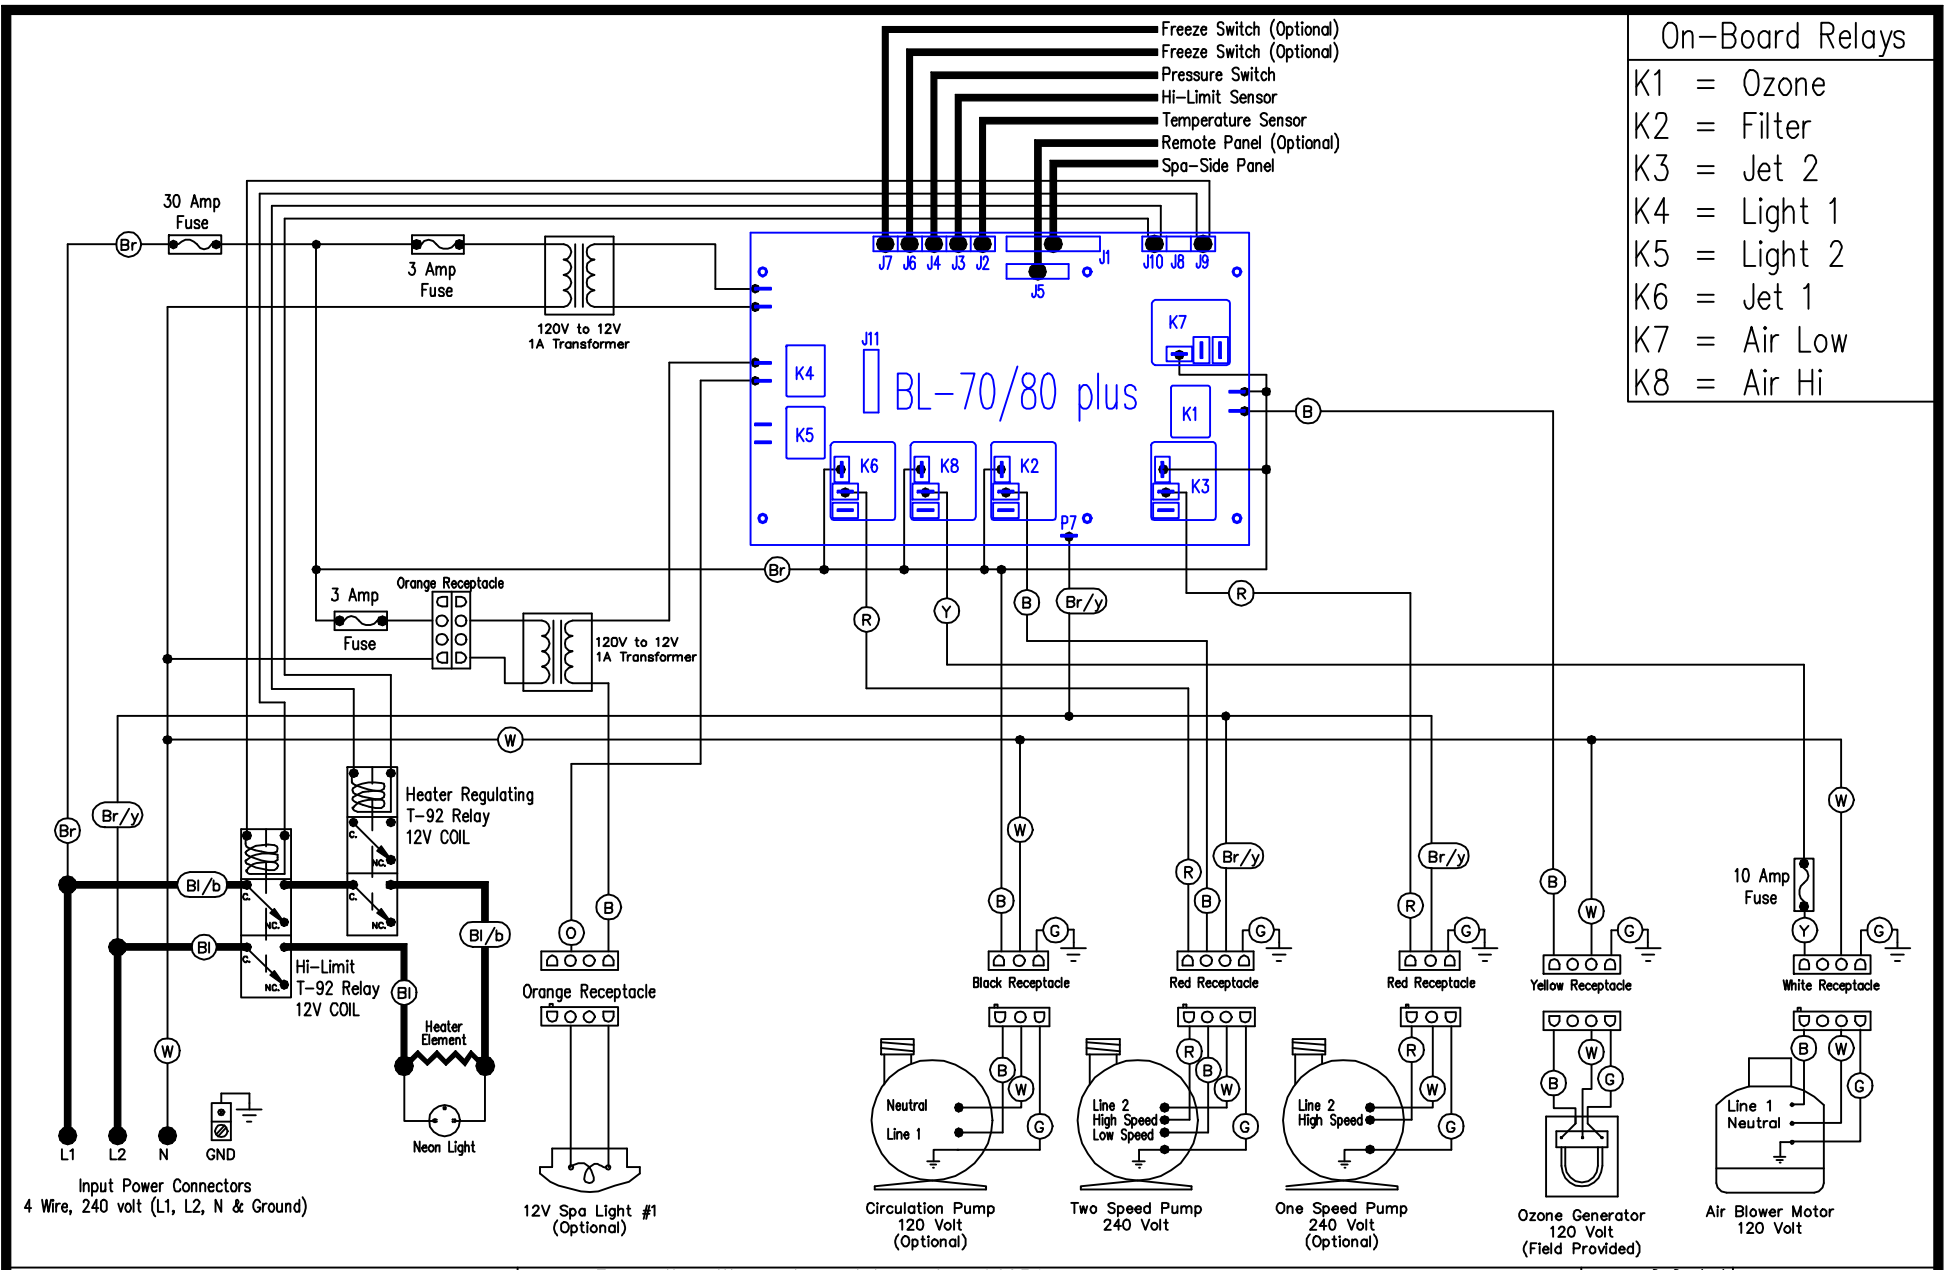 Freeze Switch (Optional)
Freeze Switch (Optional)
Pressure Switch
Hi-Limit Sensor
Temperature Sensor
Remote Panel (Optional)
Spa-Side Panel
On-Board Relays
K1 = Ozone
K2 = Filter
K3 = Jet 2
K4 = Light 1
K5 = Light 2
K6 = Jet 1
K7 = Air Low
K8 = Air Hi
30 Amp
Fuse
Br
3 Amp
Fuse
120V to 12V
1A Transformer
J7 J6 J4 J3 J2
J1
J5
J10 J8 J9
K7
J11
K4
BL-70/80 plus
K1
B
K5
K6
K8
K2
K3
P7
Br
Orange Receptacle
3 Amp
Fuse
120V to 12V
1A Transformer
R
Y
B
Br/y
R
W
Heater Regulating
T-92 Relay
12V COIL
C.
NC.
C.
NC.
Br
Br/y
Bl/b
C.
NC.
C.
NC.
Bl
Hi-Limit
T-92 Relay
12V COIL
Bl/b
Bl
Heater
Element
Neon Light
W
L1
L2
N
GND
Input Power Connectors
4 Wire, 240 volt (L1, L2, N & Ground)
O
B
Orange Receptacle
12V Spa Light #1
(Optional)
B
W
G
Black Receptacle
B
W
G
Neutral
Line 1
Circulation Pump
120 Volt
(Optional)
R
B
Br/y
G
Red Receptacle
R
B
W
G
Line 2
High Speed
Low Speed
Two Speed Pump
240 Volt
R
Br/y
G
Red Receptacle
R
W
G
Line 2
High Speed
One Speed Pump
240 Volt
(Optional)
B
W
G
Yellow Receptacle
B
W
G
Ozone Generator
120 Volt
(Field Provided)
W
10 Amp
Fuse
Y
G
White Receptacle
B
W
G
Line 1
Neutral
Air Blower Motor
120 Volt